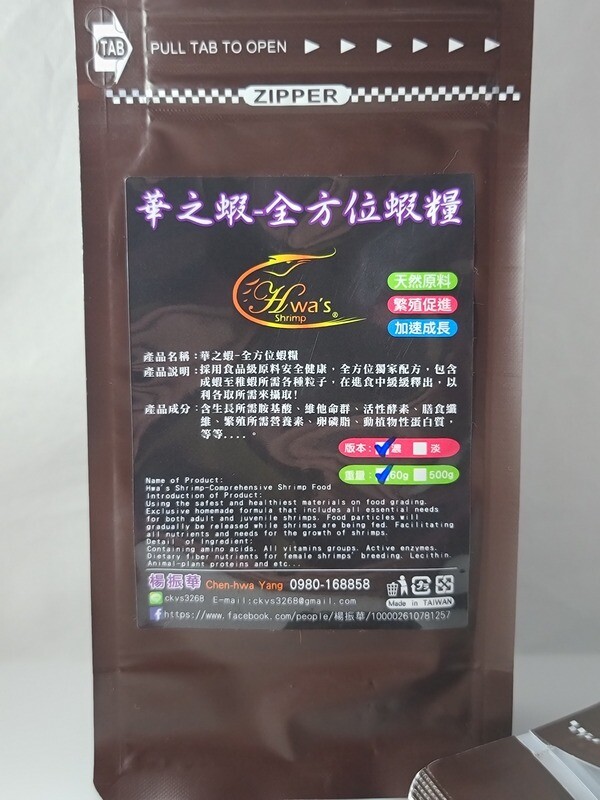 TAB PULL TAB TO OPEN
ZIPPER
華之蝦-全方位蝦糧
Hwa's
Shrimp ®
天然原料
繁殖促進
加速成長
產品名稱：華之蝦-全方位蝦糧
產品説明：採用食品級原料安全健康，全方位獨家配方，包含
成蝦至稚蝦所需各種粒子，在進食中緩緩釋出，以
利各取所需來攝取!
產品成分：含生長所需胺基酸、維他命群、活性酵素、膳食纖
維、繁殖所需營養素、卵磷脂、動植物性蛋白質，
等等....。
版本： 濃 淡
重量： 60g 500g
Name of Product:
Hwa's Shrimp-Comprehensive Shrimp Food
Introduction of Product:
Using the safest and healthiest materials on food grading.
Exclusive homemade formula that includes all essential needs
for both adult and juvenile shrimps. Food particles will
gradually be released while shrimps are being fed. Facilitating
all nutrients and needs for the growth of shrimps.
Detail of Ingredient:
Containing amino acids. All vitamins groups. Active enzymes.
Dietary fiber nutrients for female shrimps' breeding. Lecithin.
Animal-plant proteins and etc...
楊振華 Chen-hwa Yang 0980-168858
ckvs3268 E-mail:ckvs3268@gmail.com
Made in TAIWAN
https://www.facebook.com/people/楊振華/100002610781257